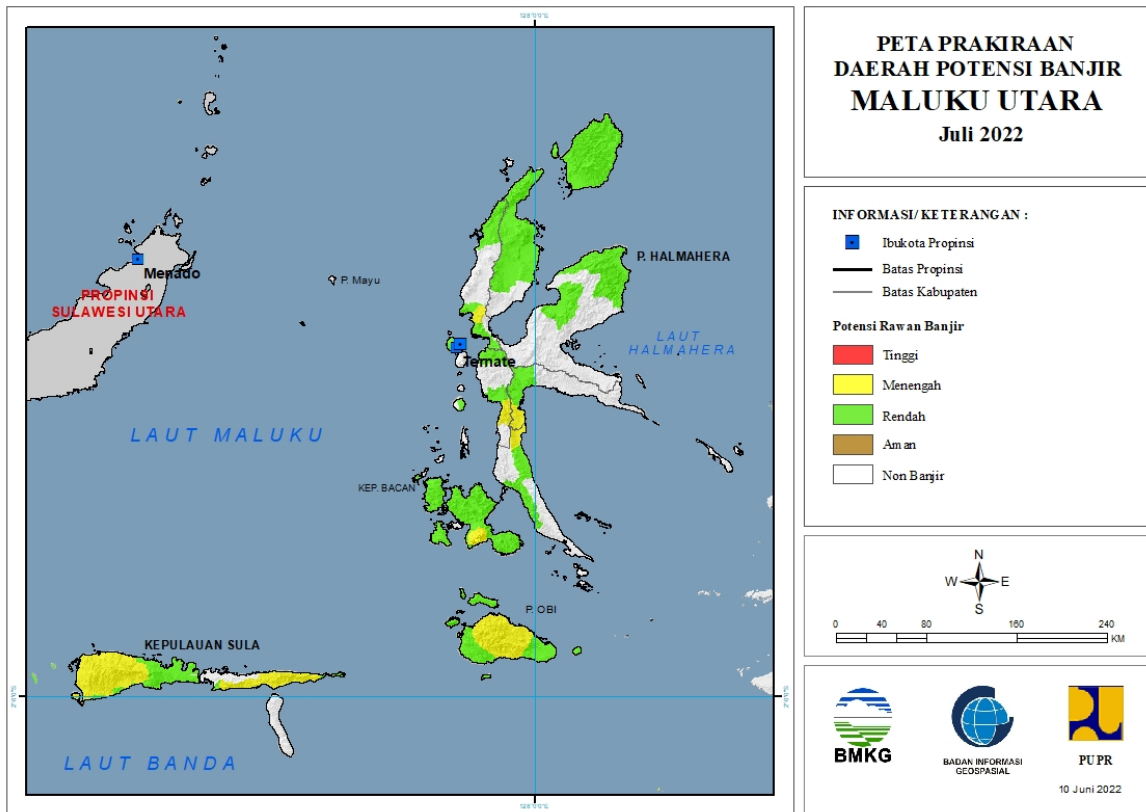 128°0'0"E
PETA PRAKIRAAN
DAERAH POTENSI BANJIR
MALUKU UTARA
Juli 2022
INFORMASI/ KETERANGAN :
Ibukota Propinsi
Batas Propinsi
Batas Kabupaten
Potensi Rawan Banjir
Tinggi
Menengah
Rendah
Aman
Non Banjir
N
W E
S
0 40 80 160 240
KM
BMKG
BADAN INFORMASI
GEOSPASIAL
PUPR
10 Juni 2022
Menado
PROPINSI
SULAWESI UTARA
P. Mayu
P. HALMAHERA
LAUT
HALMAHERA
Ternate
LAUT MALUKU
KEP. BACAN
P. OBI
KEPULAUAN SULA
LAUT BANDA